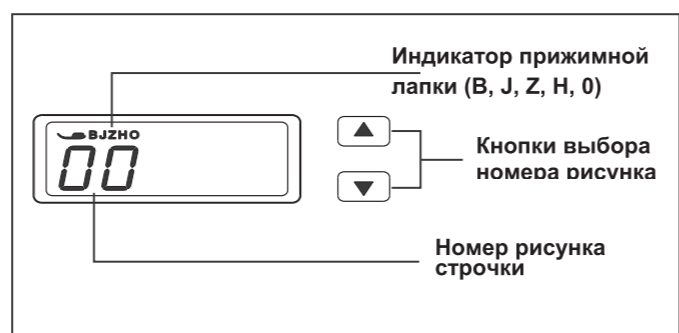 Индикатор прижимной
лапки (B, J, Z, H, 0)
BJZHO
00
Кнопки выбора
номера рисунка
Номер рисунка
строчки